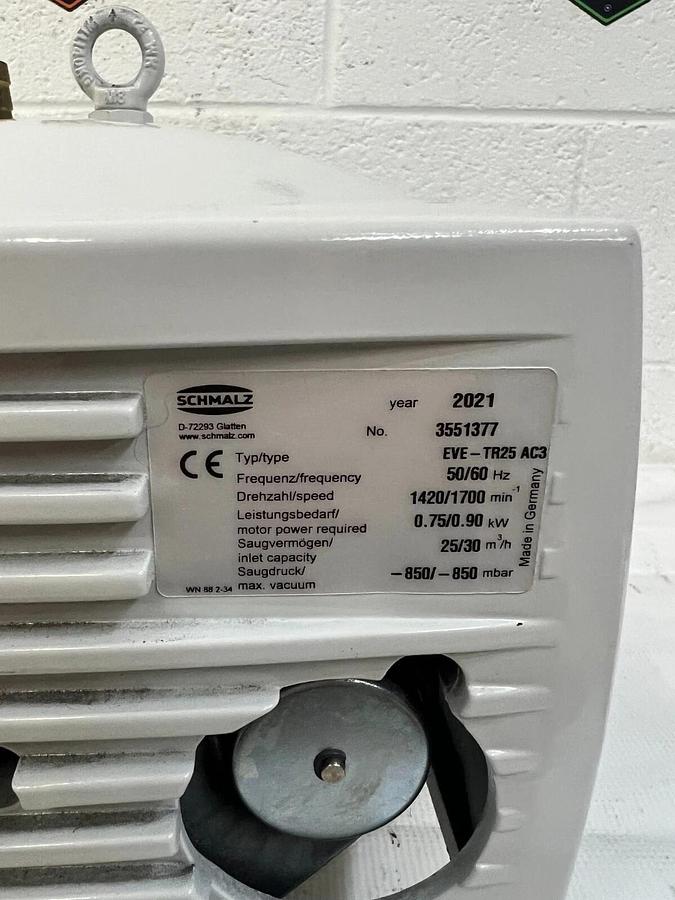 M8
SCHMALZ
D-72293 Glatten
www.schmalz.com
year 2021
No. 3551377
CE
Typ/type EVE-TR25 AC3
Frequenz/frequency 50/60 Hz
Drehzahl/speed 1420/1700 min⁻¹
Leistungsbedarf/
motor power required 0.75/0.90 kW
Saugvermögen/
inlet capacity 25/30 m³/h
Saugdruck/
max. vacuum -850/-850 mbar
WN 88 2-34
Made in Germany